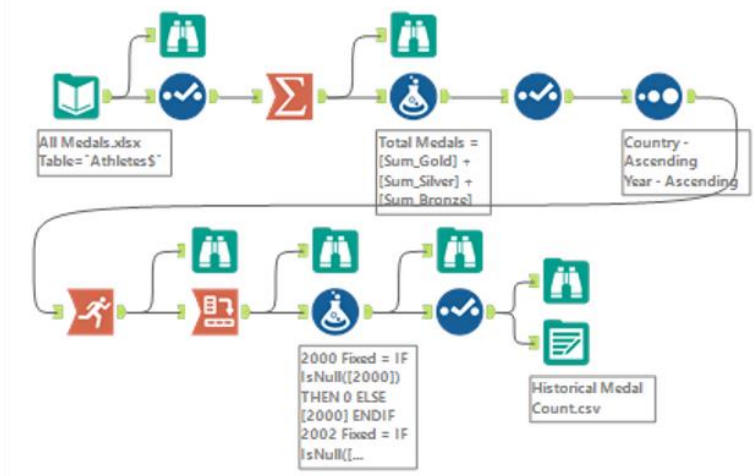 All Medals.xlsx
Table=`Athletes$`
Total Medals =
[Sum_Gold] +
[Sum_Silver] +
[Sum_Bronze]
Country -
Ascending
Year - Ascending
2000 Fixed = IF
IsNull([2000])
THEN 0 ELSE
[2000] ENDIF
2002 Fixed = IF
IsNull([...
Historical Medal
Count.csv